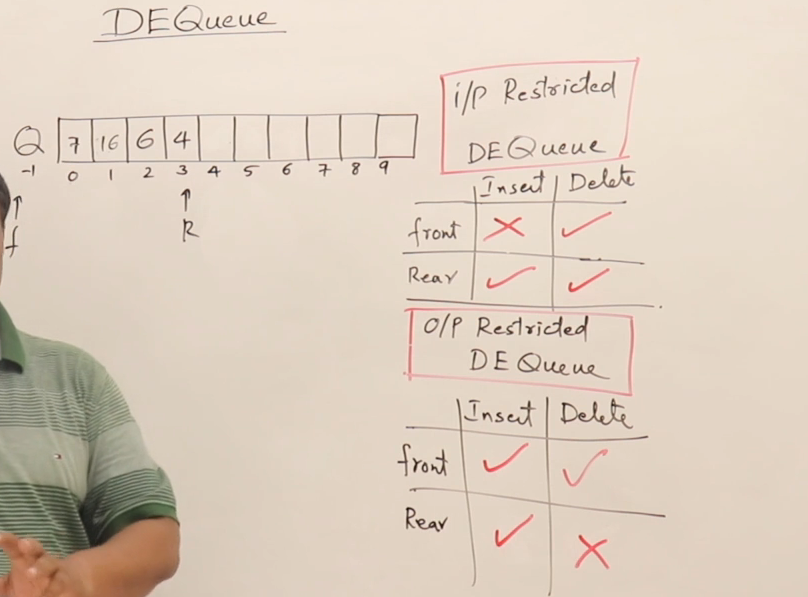 DEQueue
Q 7 16 6 4
-1 0 1 2 3 4 5 6 7 8 9
f R
i/p Restricted
DEQueue
Insert Delete
front ✗ ✓
Rear ✓ ✓
O/P Restricted
DEQueue
Insert Delete
front ✓ ✓
Rear ✓ ✗